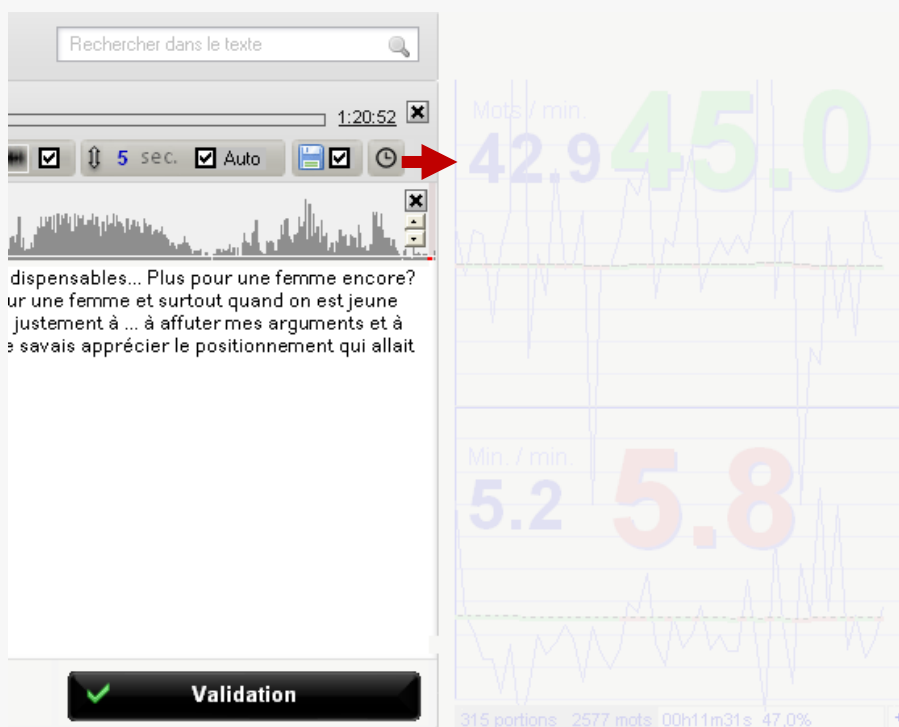 Rechercher dans le texte
1:20:52
5 sec. Auto
dispensables... Plus pour une femme encore?
ur une femme et surtout quand on est jeune
justement à ... à affuter mes arguments et à
e savais apprécier le positionnement qui allait
Validation
Mots / min.
42.9 45.0
Min. / min.
5.2 5.8
315 portions 2577 mots 00h11m31s 47,0%